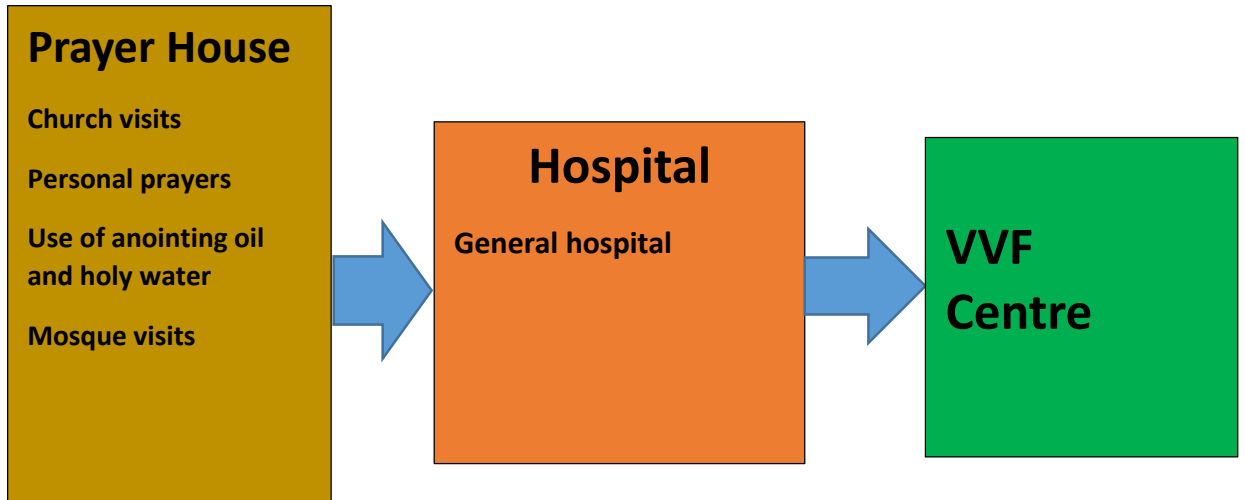 Prayer House
Church visits
Personal prayers
Use of anointing oil
and holy water
Mosque visits
Hospital
General hospital
VVF
Centre